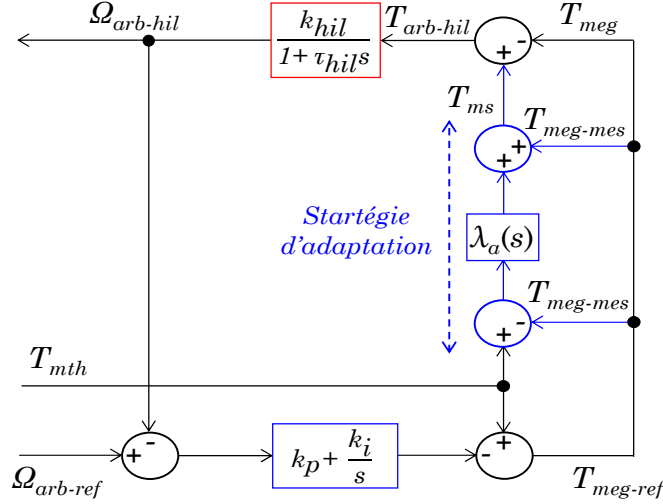 Ω_arb-hil
k_hil
1+ τ_hil s
T_arb-hil
T_meg
+
-
T_ms
T_meg-mes
+
+
Startégie
d'adaptation
λ_a(s)
T_meg-mes
+
-
T_mth
-
+
k_p + k_i/s
+
-
Ω_arb-ref
T_meg-ref